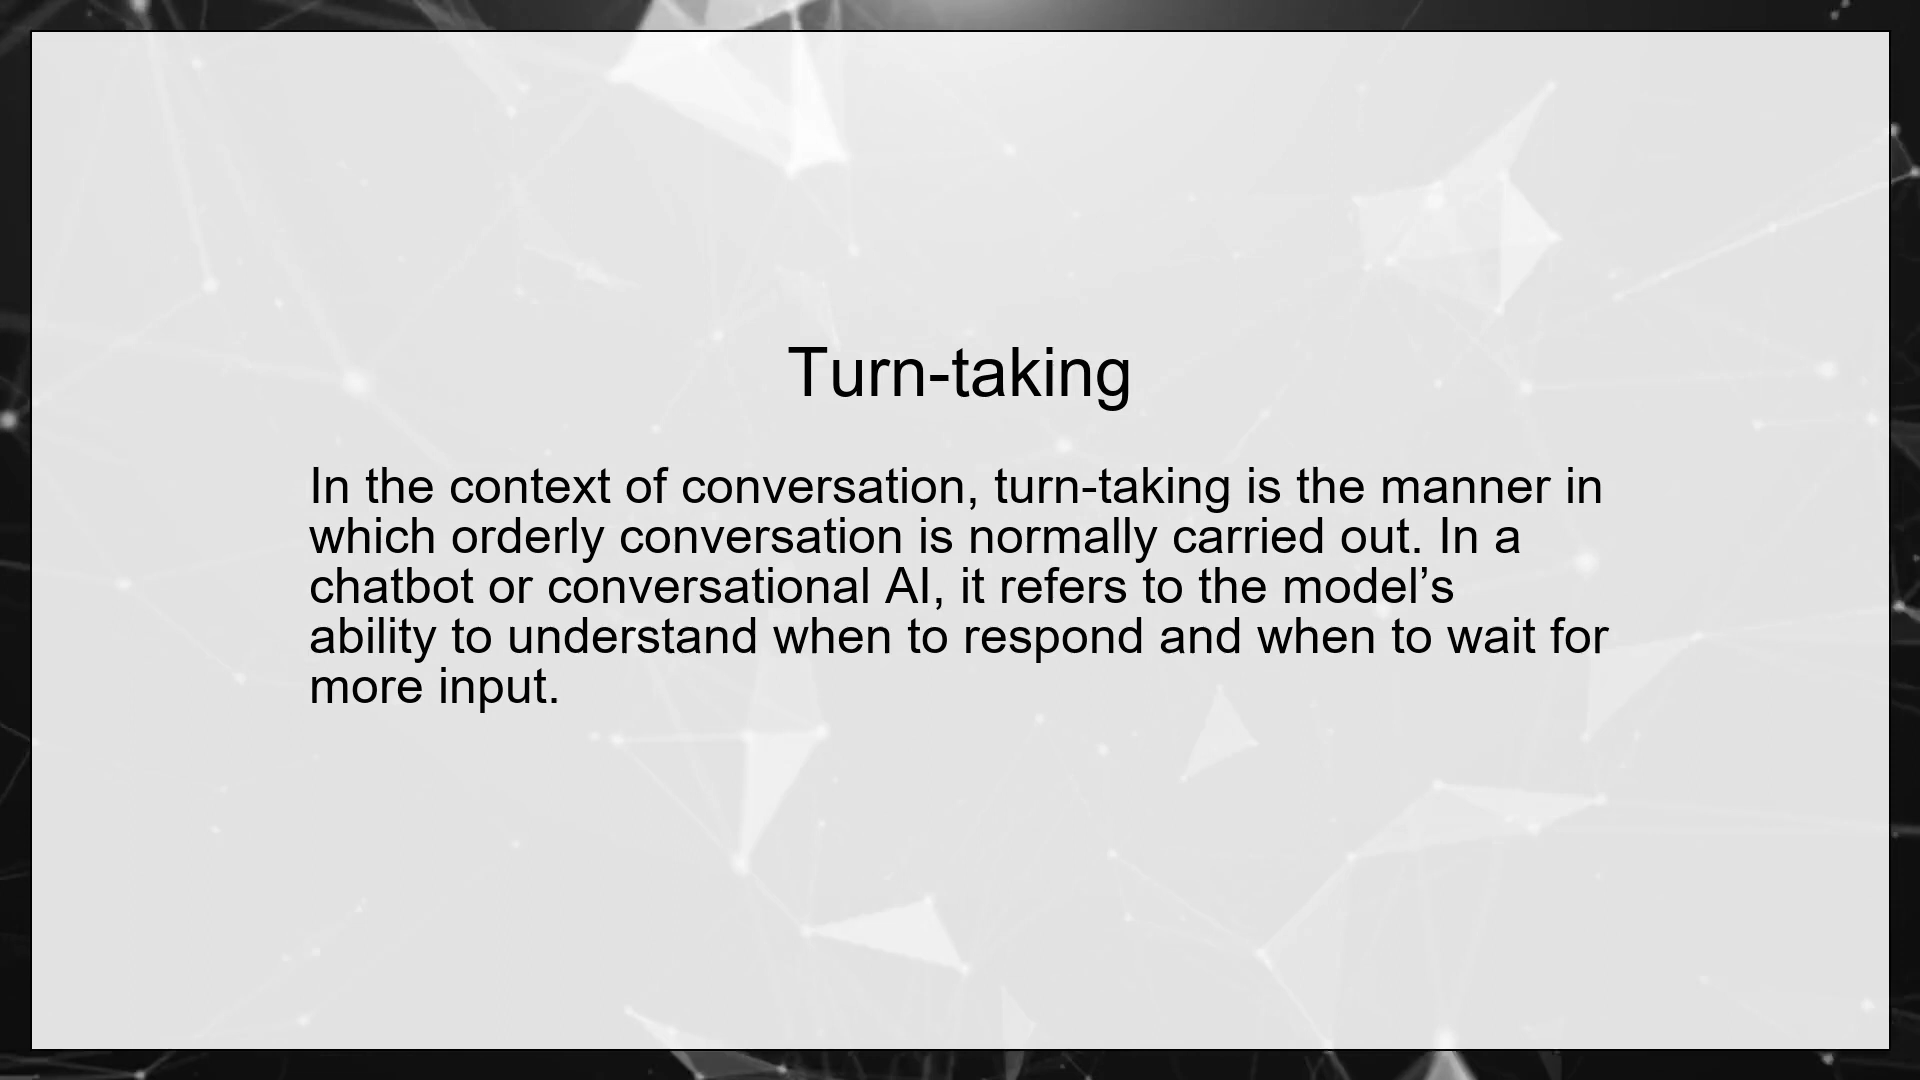 Turn-taking
In the context of conversation, turn-taking is the manner in
which orderly conversation is normally carried out. In a
chatbot or conversational AI, it refers to the model’s
ability to understand when to respond and when to wait for
more input.